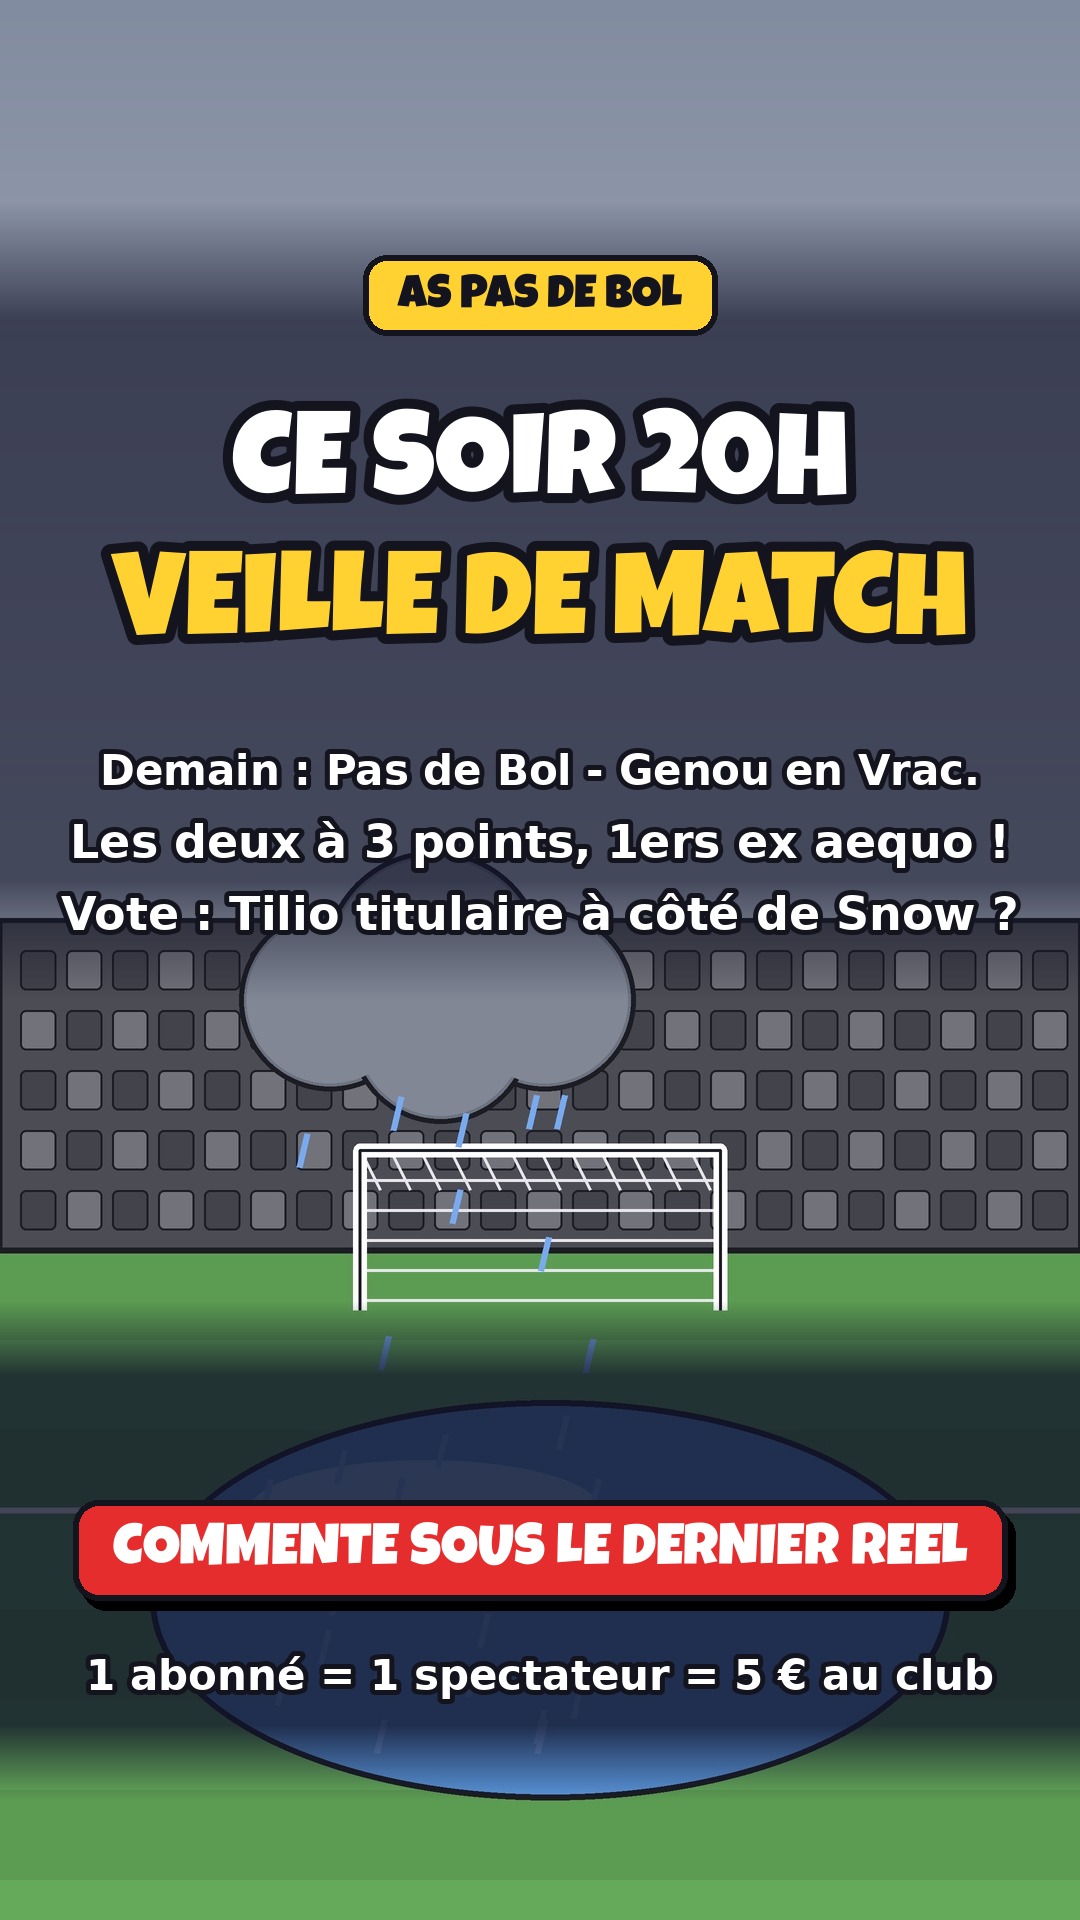 AS PAS DE BOL
CE SOIR 20H
VEILLE DE MATCH
Demain : Pas de Bol - Genou en Vrac.
Les deux à 3 points, 1ers ex aequo !
Vote : Tilio titulaire à côté de Snow ?
COMMENTE SOUS LE DERNIER REEL
1 abonné = 1 spectateur = 5 € au club